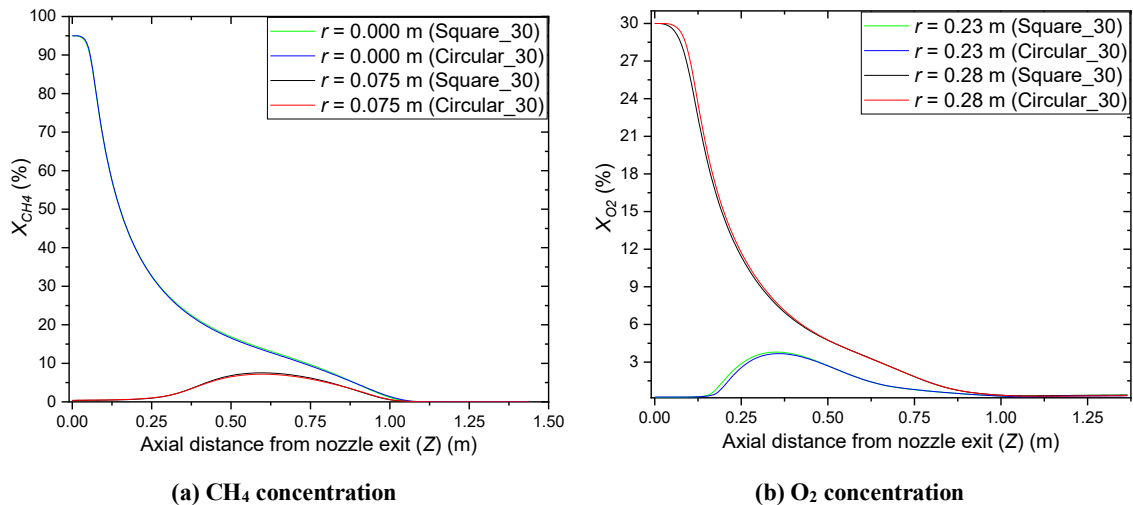 r = 0.000 m (Square_30)
r = 0.000 m (Circular_30)
r = 0.075 m (Square_30)
r = 0.075 m (Circular_30)
100
90
80
70
60
50
40
30
20
10
0
X_CH4 (%)
0.00 0.25 0.50 0.75 1.00 1.25 1.50
Axial distance from nozzle exit (Z) (m)
(a) CH₄ concentration
r = 0.23 m (Square_30)
r = 0.23 m (Circular_30)
r = 0.28 m (Square_30)
r = 0.28 m (Circular_30)
30
27
24
21
18
15
12
9
6
3
X_O2 (%)
0.00 0.25 0.50 0.75 1.00 1.25
Axial distance from nozzle exit (Z) (m)
(b) O₂ concentration